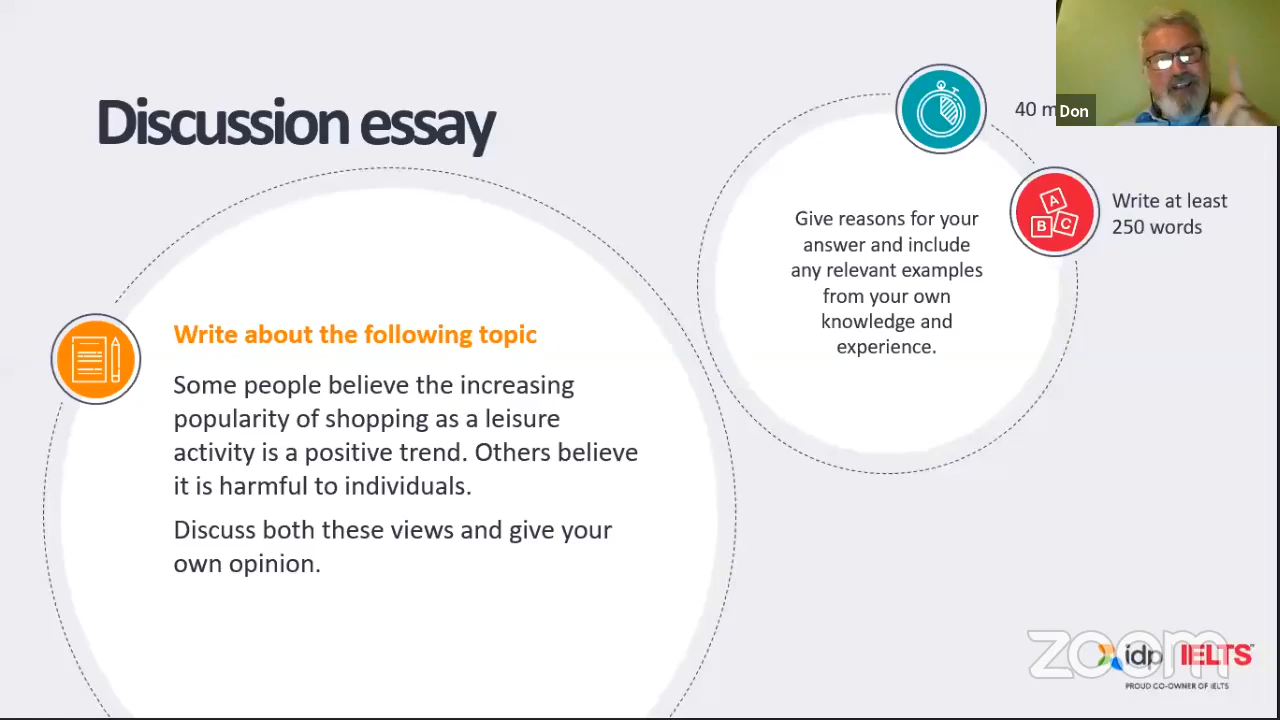 Discussion essay
40 m
Don
A
B C
Write at least
250 words
Give reasons for your
answer and include
any relevant examples
from your own
knowledge and
experience.
Write about the following topic
Some people believe the increasing
popularity of shopping as a leisure
activity is a positive trend. Others believe
it is harmful to individuals.
Discuss both these views and give your
own opinion.
zoom
idp IELTS™
PROUD CO-OWNER OF IELTS